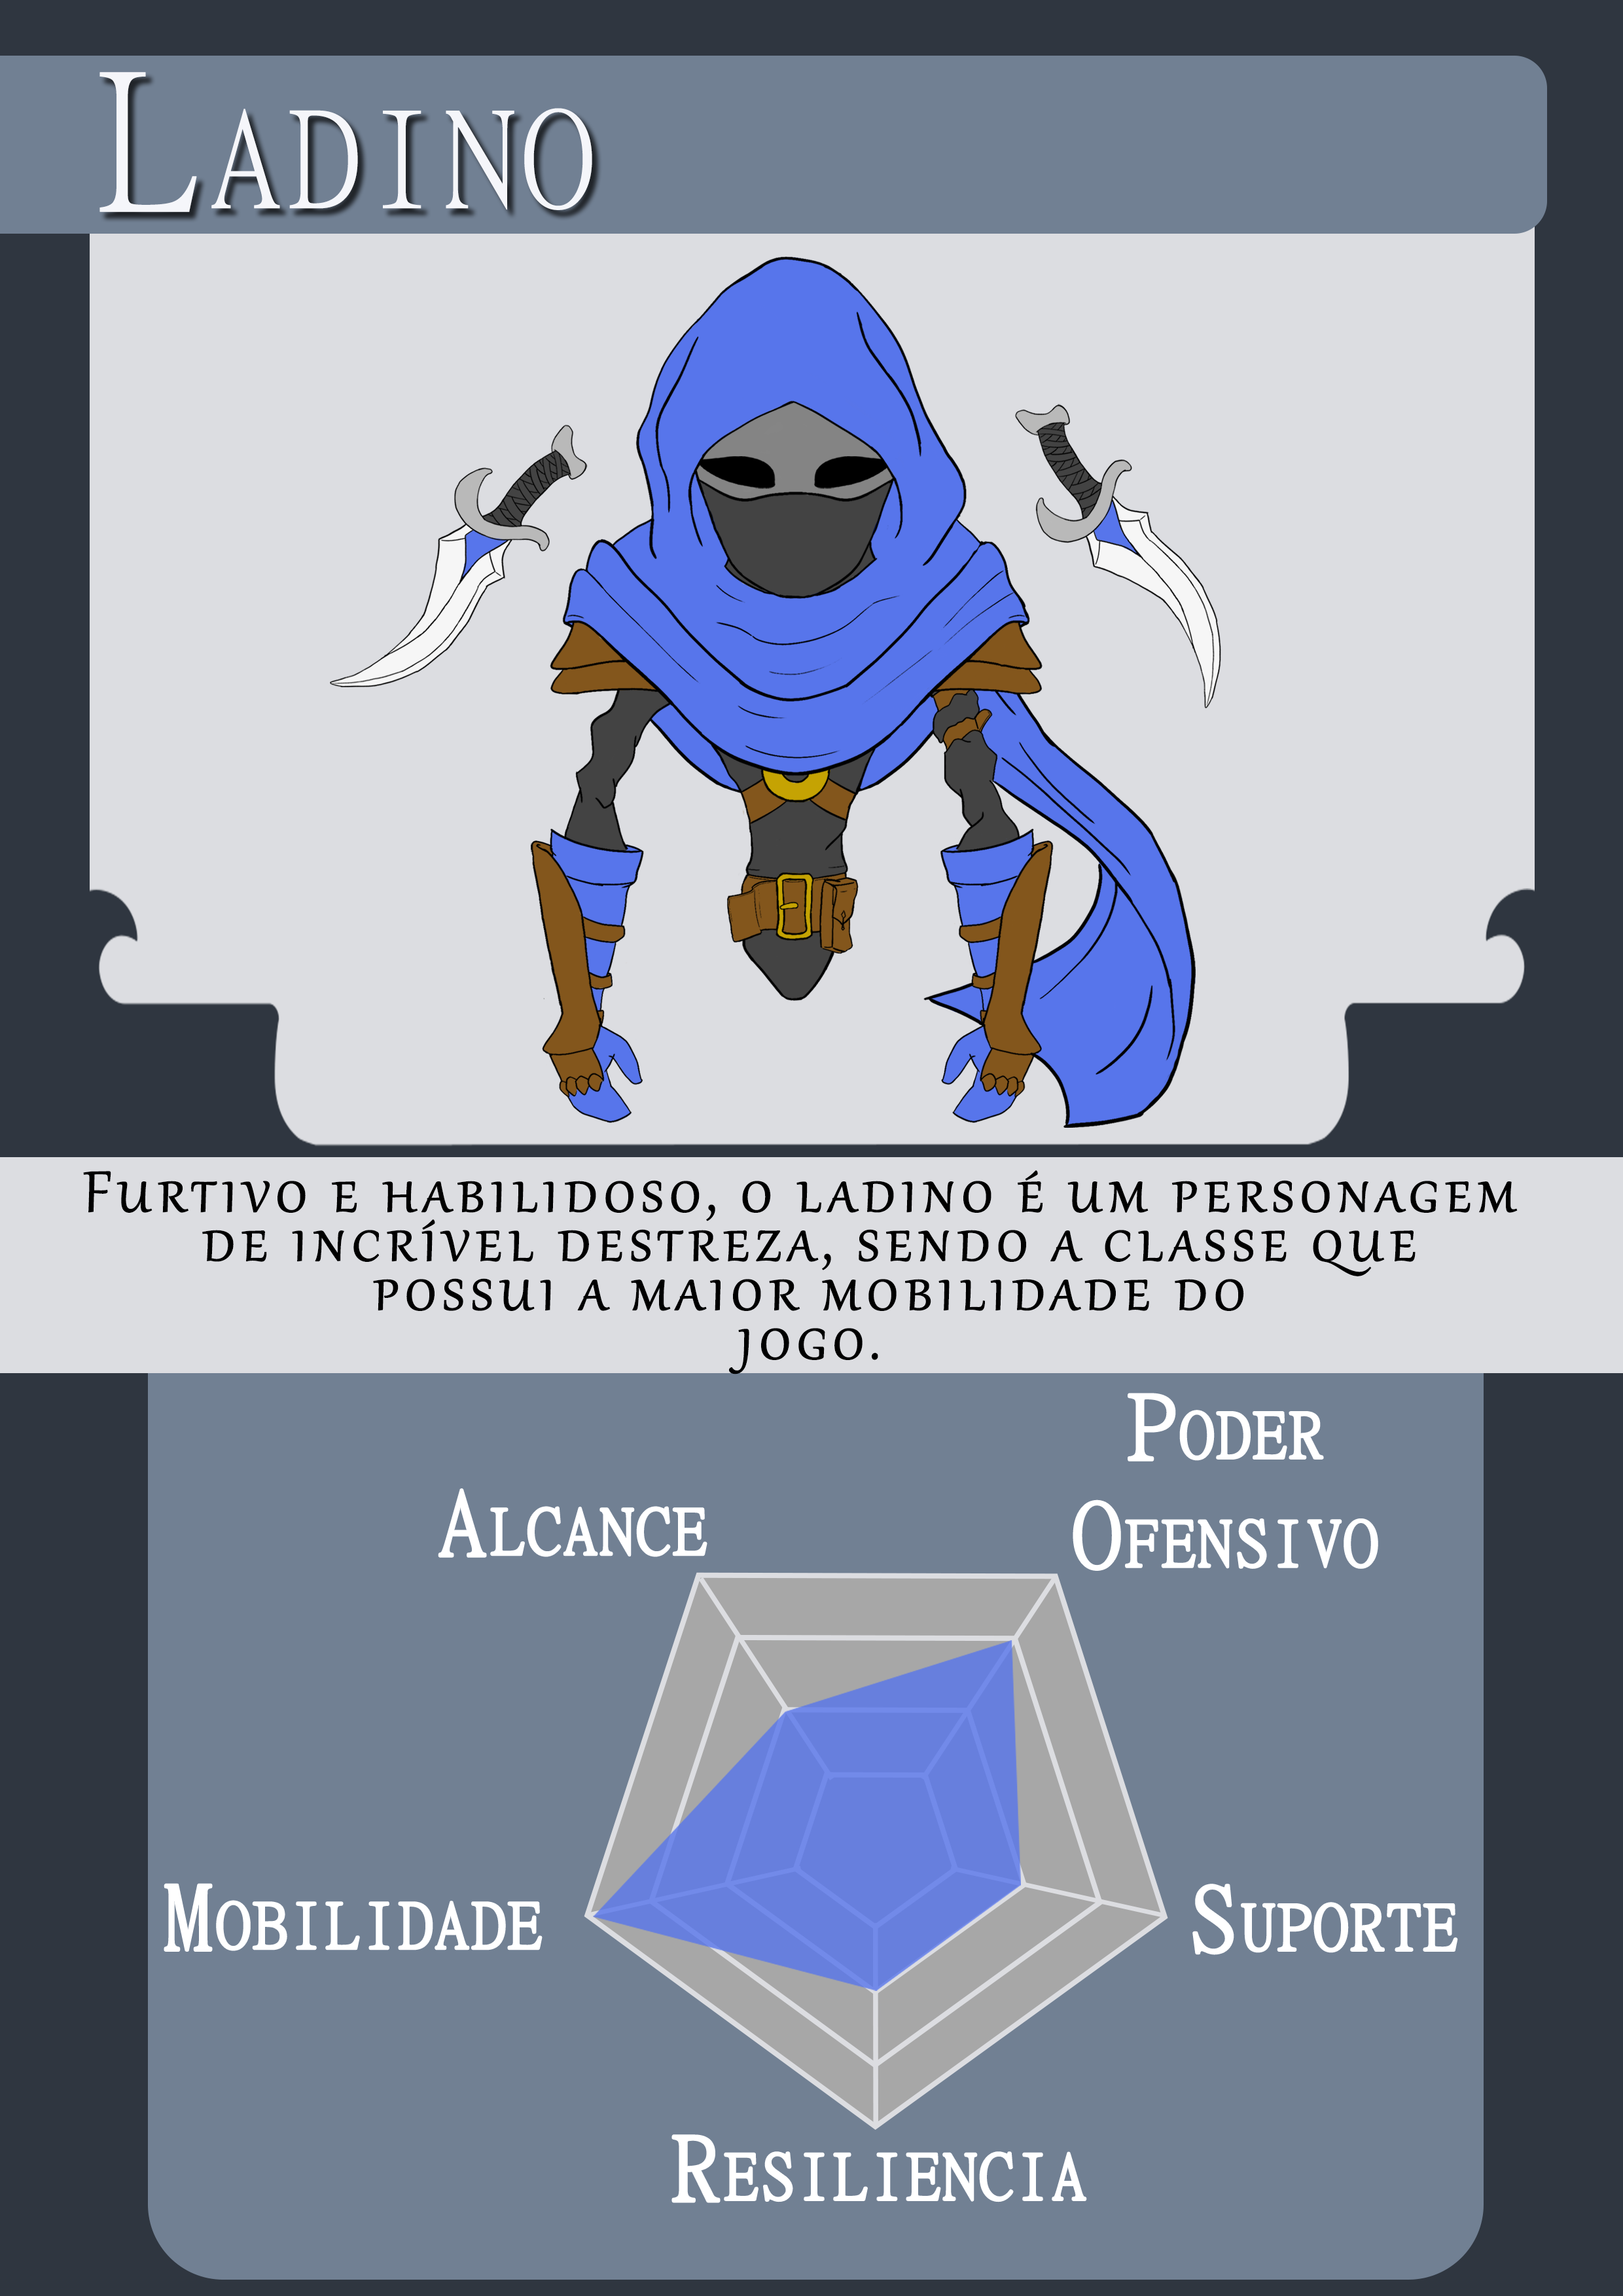 Ladino
Furtivo e habilidoso, o ladino é um personagem
de incrível destreza, sendo a classe que
possui a maior mobilidade do
jogo.
Poder
Ofensivo
Alcance
Mobilidade
Suporte
Resiliencia